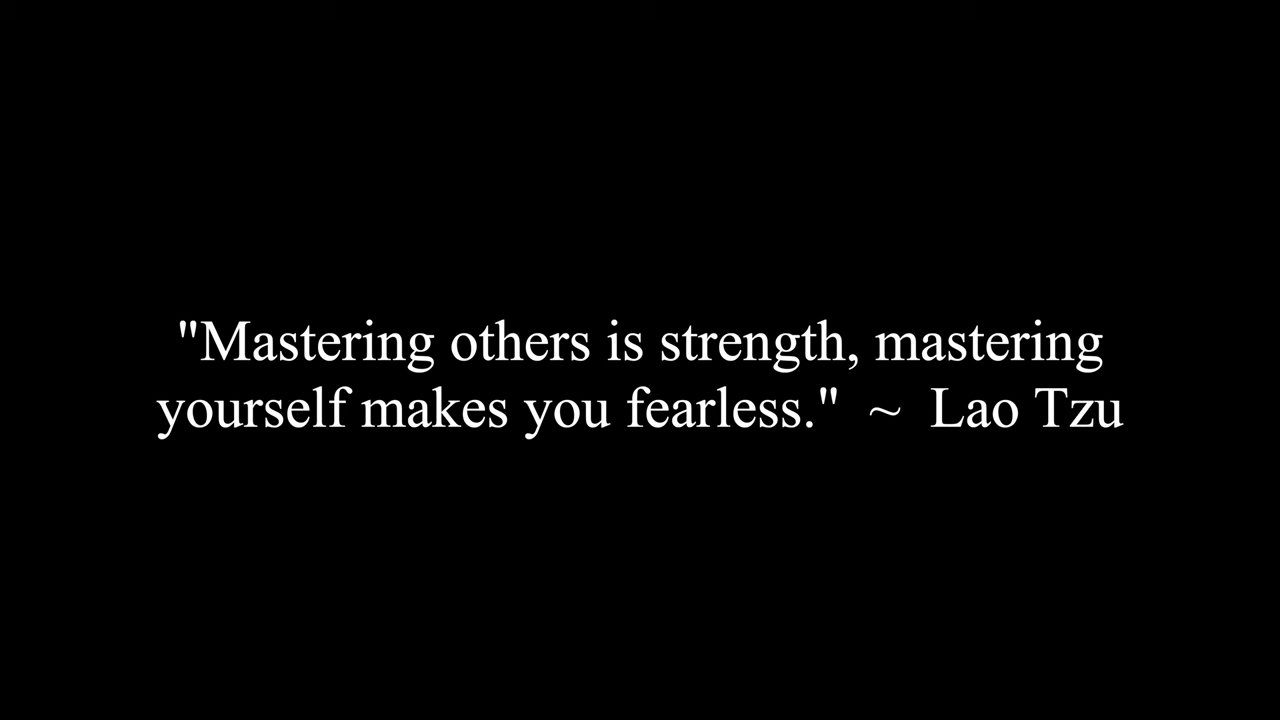 "Mastering others is strength, mastering
yourself makes you fearless."  ~  Lao Tzu